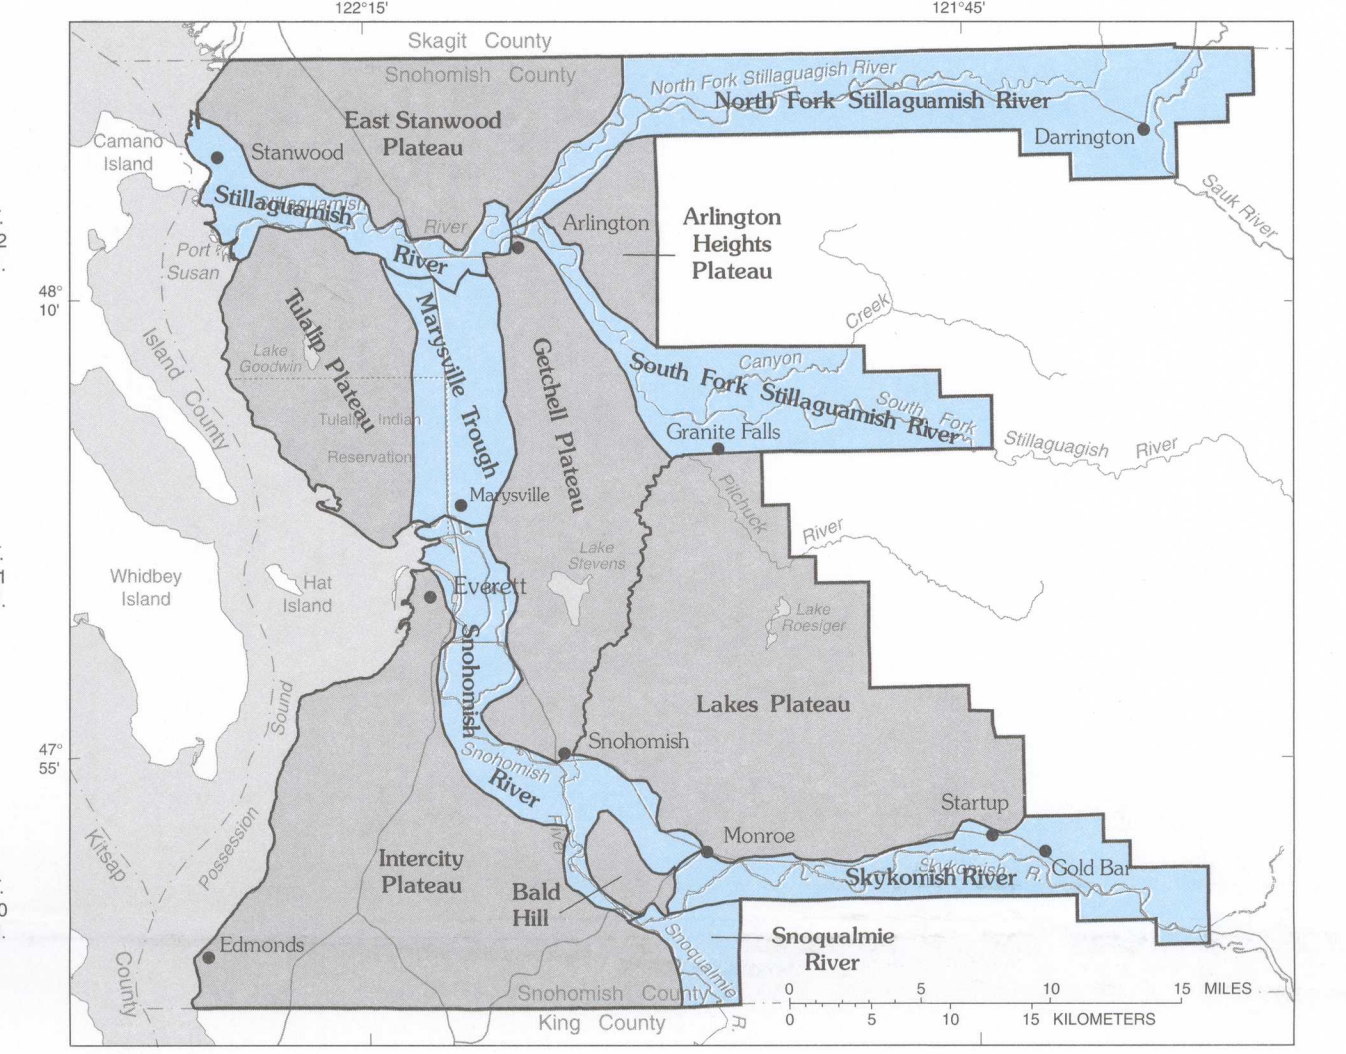 122°15'
121°45'
Skagit County
Snohomish County
North Fork Stillaguagish River
North Fork Stillaguamish River
East Stanwood
Plateau
Darrington
Camano
Island
Stanwood
Sauk River
Stillaguamish
Stillaguamish
River
River
Arlington
Arlington
Heights
Plateau
Port
Susan
2
48°
10'
Tulalip Plateau
Marysville Trough
Getchell Plateau
Creek
Canyon
Island County
Lake
Goodwin
South Fork Stillaguamish River
South Fork
Stillaguagish River
Tulalip Indian
Reservation
Granite Falls
Marysville
Pilchuck
River
Lake
Stevens
1
Whidbey
Island
Hat
Island
Everett
Lake
Roesiger
Snohomish
River
Sound
Possession
Lakes Plateau
Snohomish
Snohomish
River
47°
55'
Startup
Monroe
Gold Bar
Kitsap
County
Intercity
Plateau
Bald
Hill
Skykomish R.
Skykomish River
0
Edmonds
Snoqualmie
R.
Snoqualmie
River
Snohomish County
King County
0 5 10 15 MILES
0 5 10 15 KILOMETERS